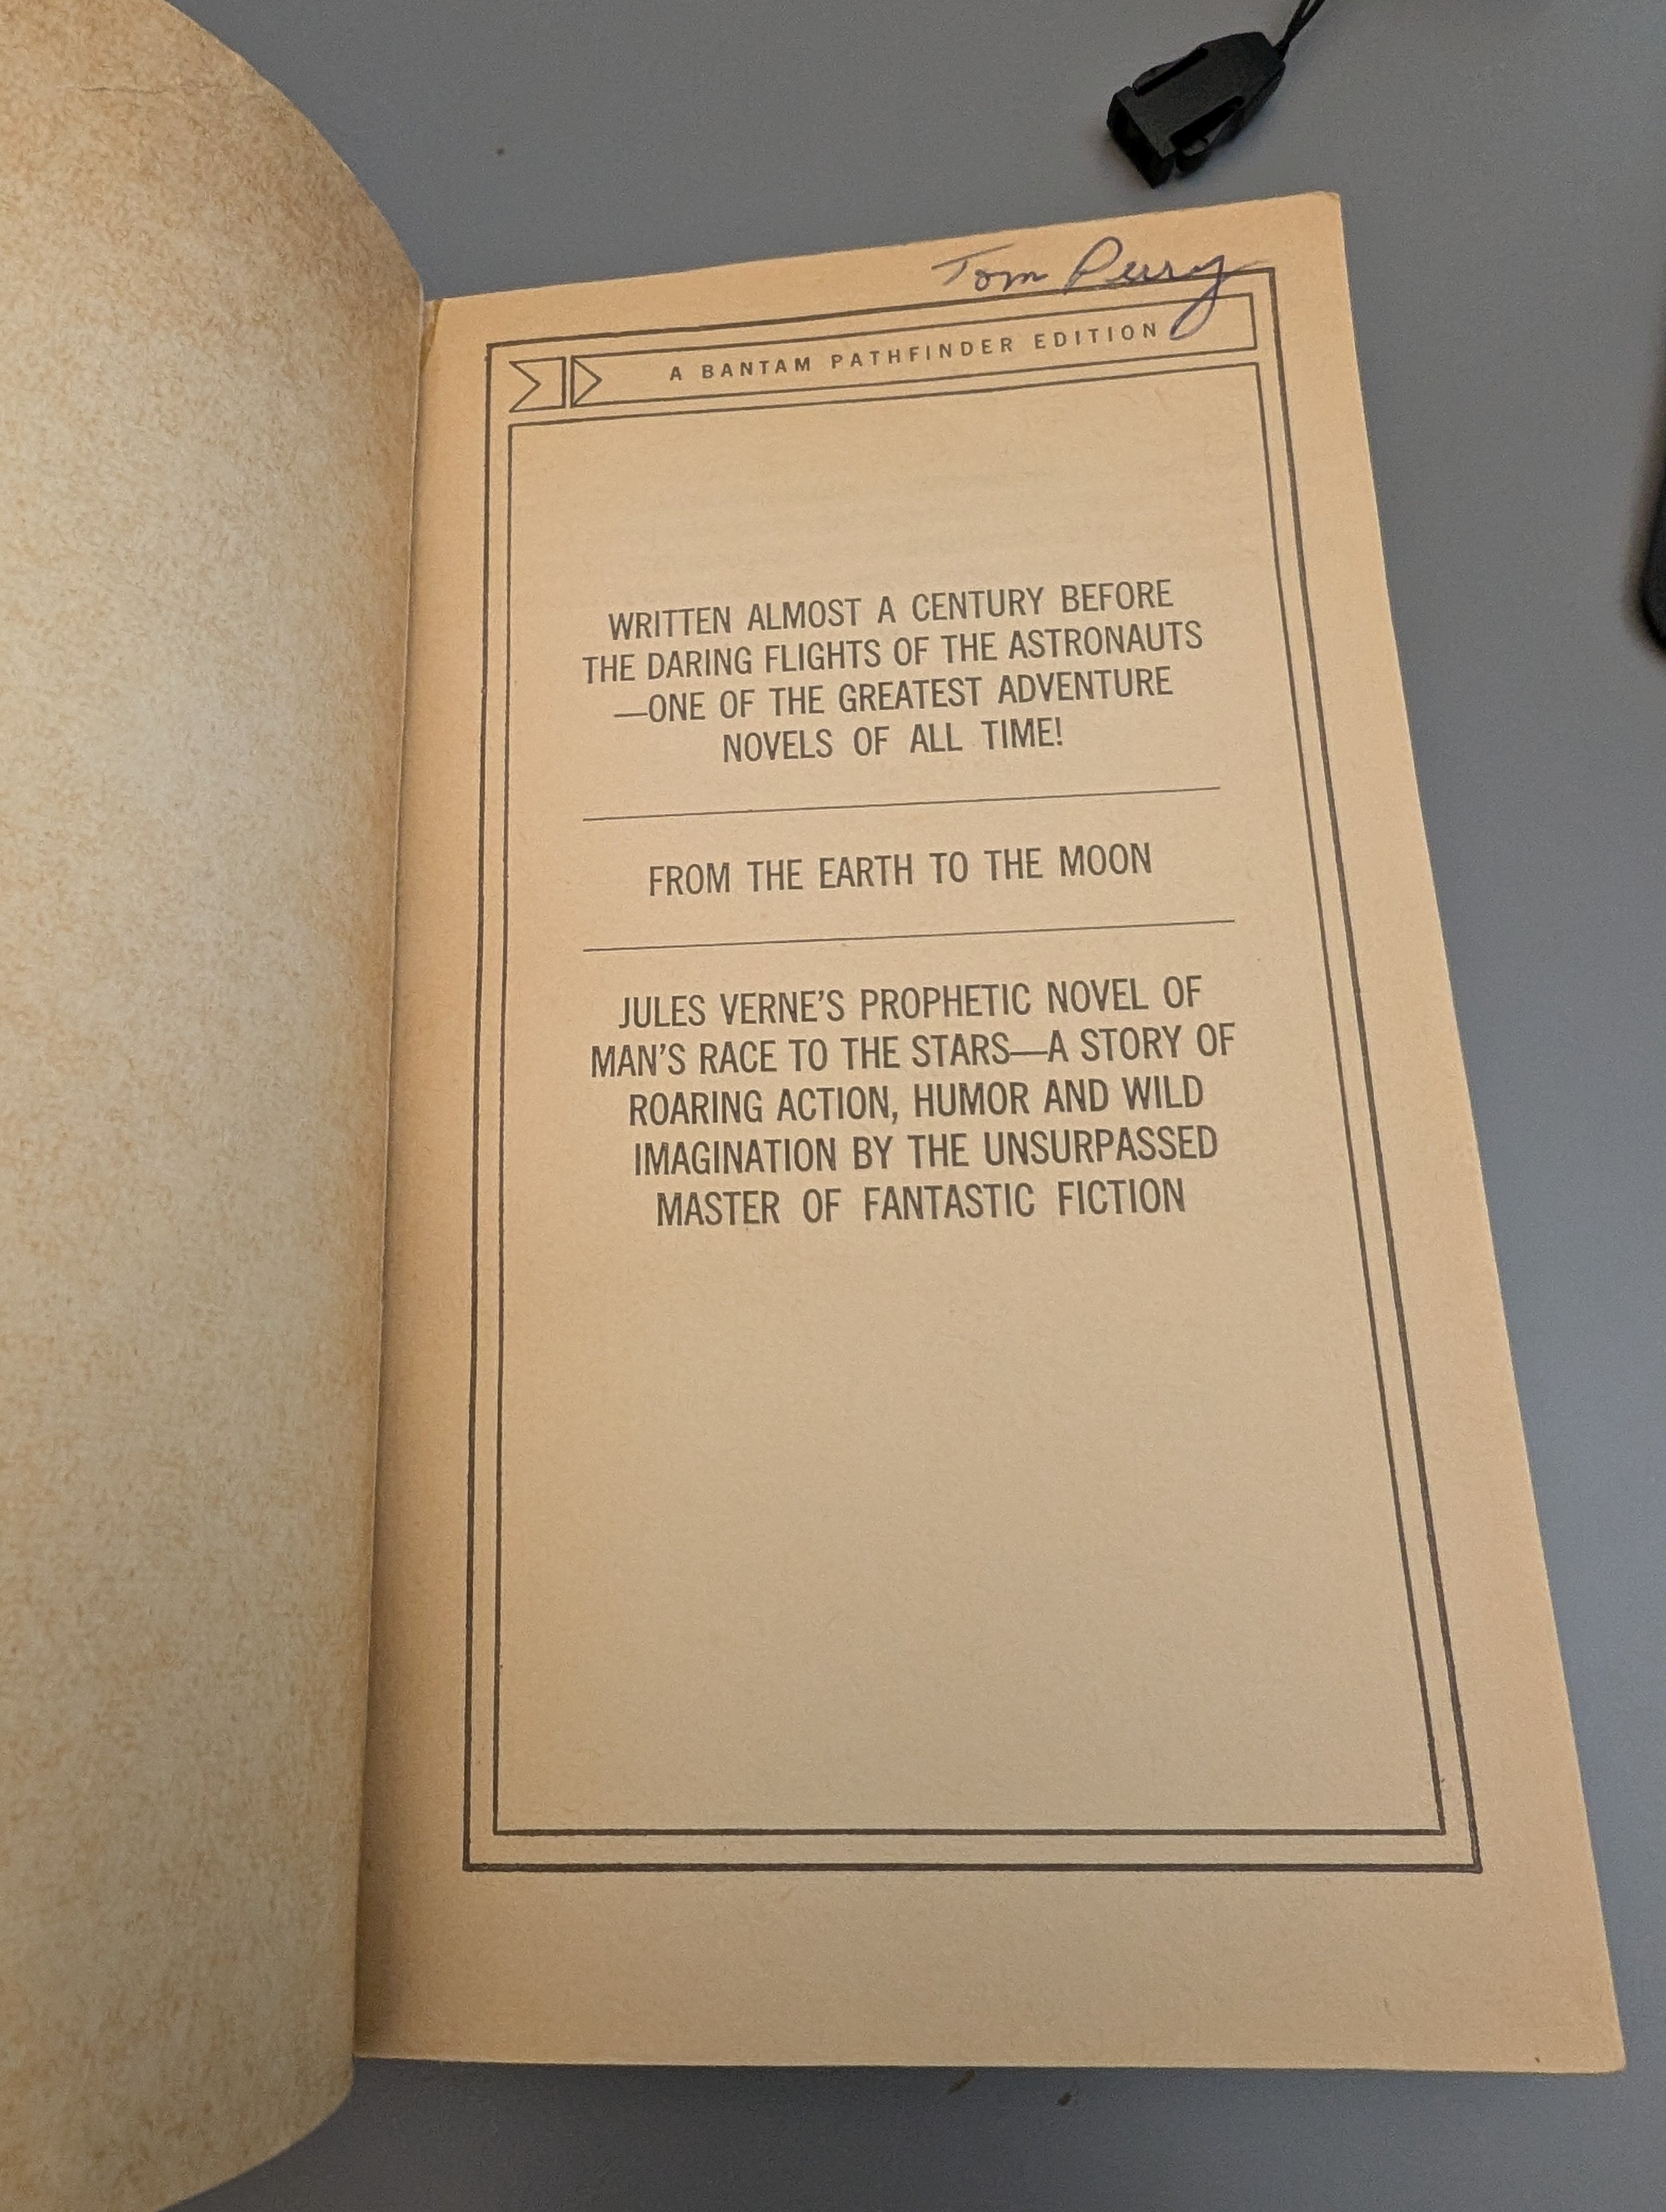 Tom Perry
A BANTAM PATHFINDER EDITION
WRITTEN ALMOST A CENTURY BEFORE
THE DARING FLIGHTS OF THE ASTRONAUTS
—ONE OF THE GREATEST ADVENTURE
NOVELS OF ALL TIME!
FROM THE EARTH TO THE MOON
JULES VERNE'S PROPHETIC NOVEL OF
MAN'S RACE TO THE STARS—A STORY OF
ROARING ACTION, HUMOR AND WILD
IMAGINATION BY THE UNSURPASSED
MASTER OF FANTASTIC FICTION